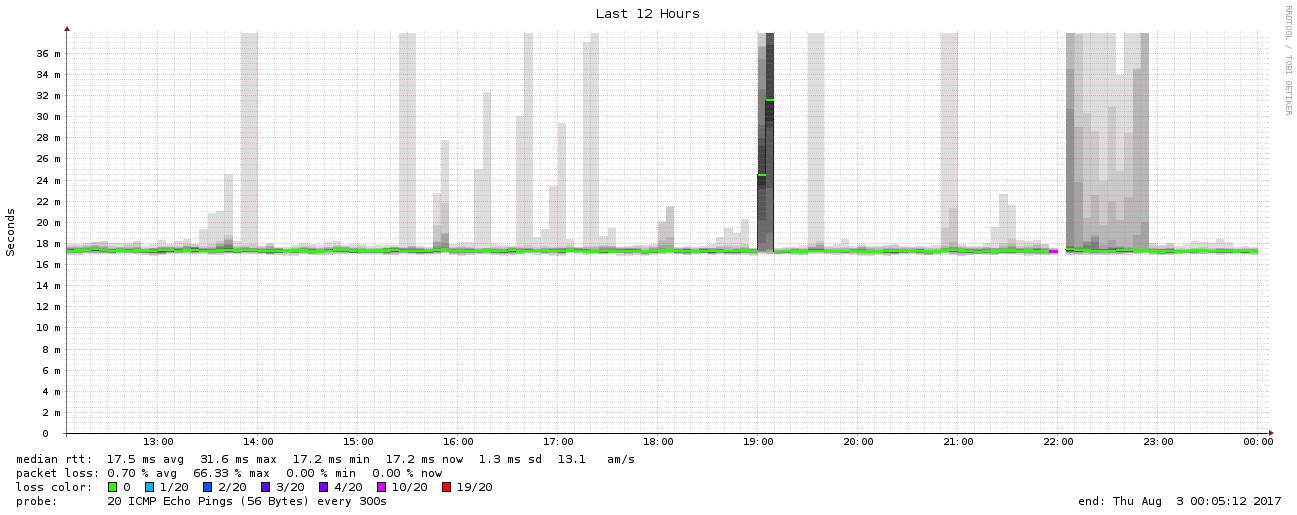 Last 12 Hours
RRDTOOL / TOBI OETIKER
Seconds
36 m
34 m
32 m
30 m
28 m
26 m
24 m
22 m
20 m
18 m
16 m
14 m
12 m
10 m
8 m
6 m
4 m
2 m
0
13:00 14:00 15:00 16:00 17:00 18:00 19:00 20:00 21:00 22:00 23:00 00:00
median rtt: 17.5 ms avg 31.6 ms max 17.2 ms min 17.2 ms now 1.3 ms sd 13.1 am/s
packet loss: 0.70 % avg 66.33 % max 0.00 % min 0.00 % now
loss color: 0 1/20 2/20 3/20 4/20 10/20 19/20
probe: 20 ICMP Echo Pings (56 Bytes) every 300s end: Thu Aug 3 00:05:12 2017